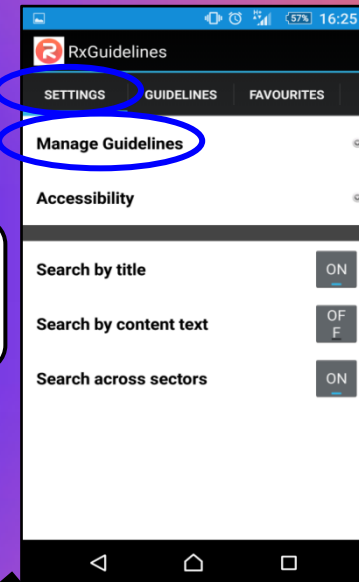 57% 16:25
RxGuidelines
SETTINGS GUIDELINES FAVOURITES
Manage Guidelines
Accessibility
Search by title ON
Search by content text OF
F
Search across sectors ON